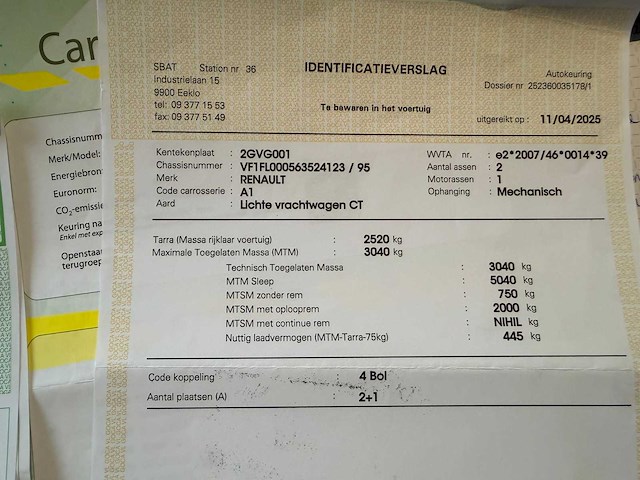 Car
Chassisnumm
Merk/Model:
Energiebron
Euronorm:
CO2-emissie
Keuring na
Enkel met exp
Openstaa
terugroep
SBAT Station nr 36
Industrielaan 15
9900 Eeklo
tel: 09 377 15 53
fax: 09 377 51 49
IDENTIFICATIEVERSLAG
Te bewaren in het voertuig
Autokeuring
Dossier nr 252360035178/1
uitgereikt op : 11/04/2025
Kentekenplaat : 2GVG001
Chassisnummer : VF1FL000563524123 / 95
Merk : RENAULT
Code carrosserie : A1
Aard : Lichte vrachtwagen CT
WVTA nr. : e2*2007/46*0014*39
Aantal assen : 2
Motorassen : 1
Ophanging : Mechanisch
Tarra (Massa rijklaar voertuig) : 2520 kg
Maximale Toegelaten Massa (MTM) : 3040 kg
Technisch Toegelaten Massa : 3040 kg
MTM Sleep : 5040 kg
MTSM zonder rem : 750 kg
MTSM met oplooprem : 2000 kg
MTSM met continue rem : NIHIL kg
Nuttig laadvermogen (MTM-Tarra-75kg) : 445 kg
Code koppeling : 4 Bol
Aantal plaatsen (A) : 2+1